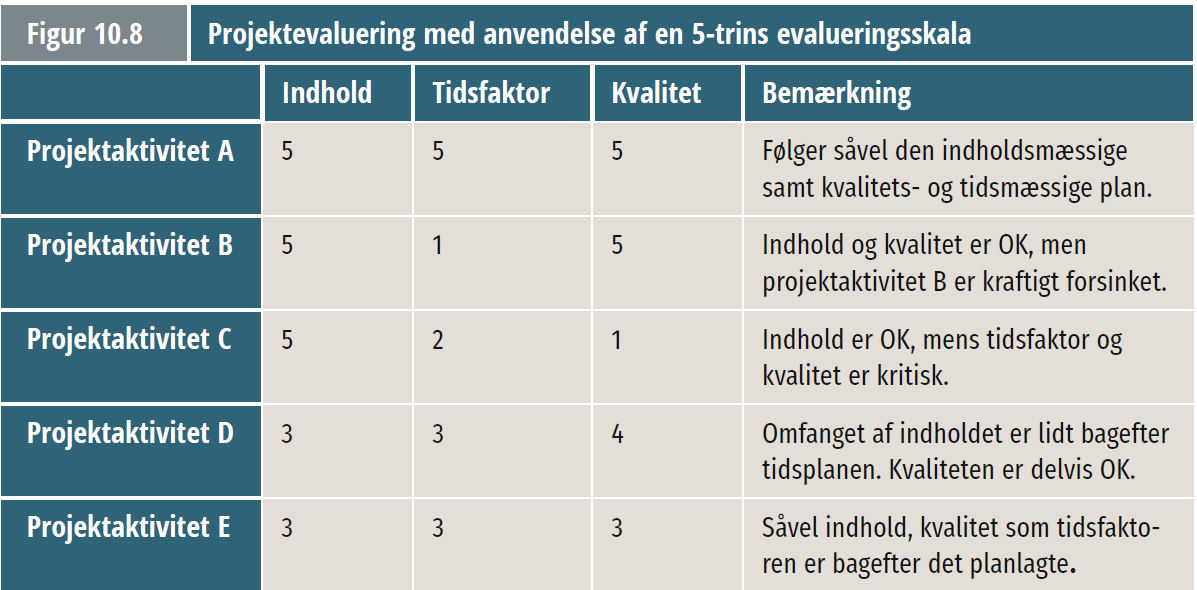 Figur 10.8 Projektevaluering med anvendelse af en 5-trins evalueringsskala
Indhold Tidsfaktor Kvalitet Bemærkning
Projektaktivitet A 5 5 5 Følger såvel den indholdsmæssige
samt kvalitets- og tidsmæssige plan.
Projektaktivitet B 5 1 5 Indhold og kvalitet er OK, men
projektaktivitet B er kraftigt forsinket.
Projektaktivitet C 5 2 1 Indhold er OK, mens tidsfaktor og
kvalitet er kritisk.
Projektaktivitet D 3 3 4 Omfanget af indholdet er lidt bagefter
tidsplanen. Kvaliteten er delvis OK.
Projektaktivitet E 3 3 3 Såvel indhold, kvalitet som tidsfakto-
ren er bagefter det planlagte.